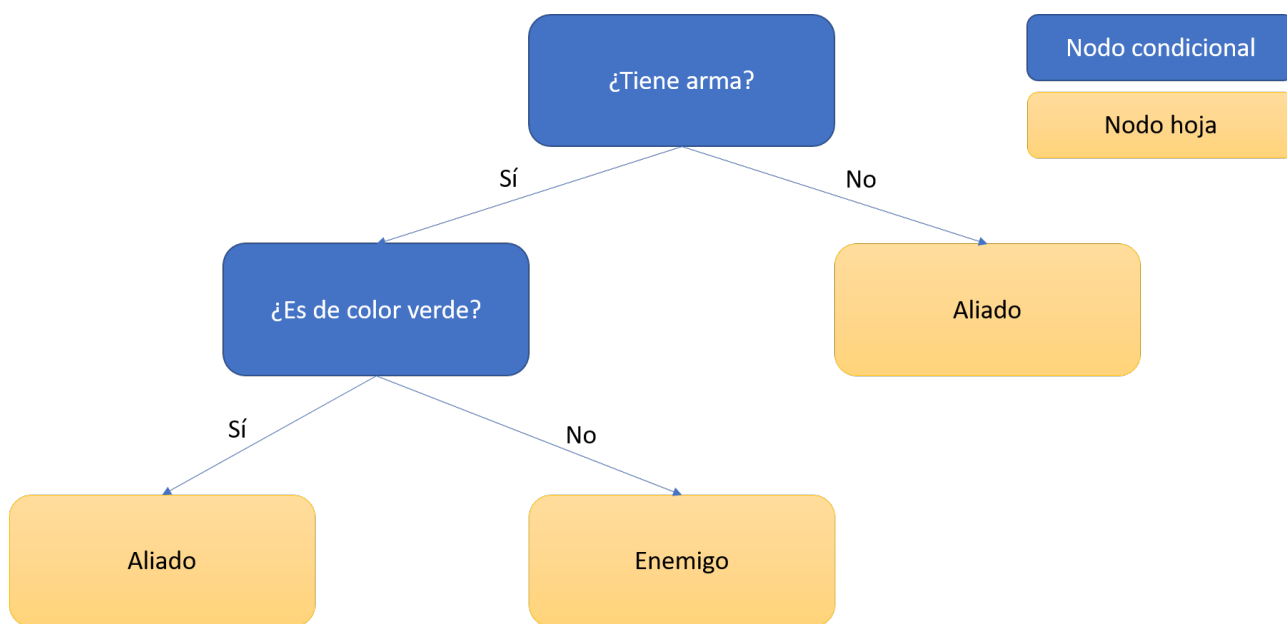 ¿Tiene arma?
Nodo condicional
Nodo hoja
Sí
No
¿Es de color verde?
Aliado
Sí
No
Aliado
Enemigo